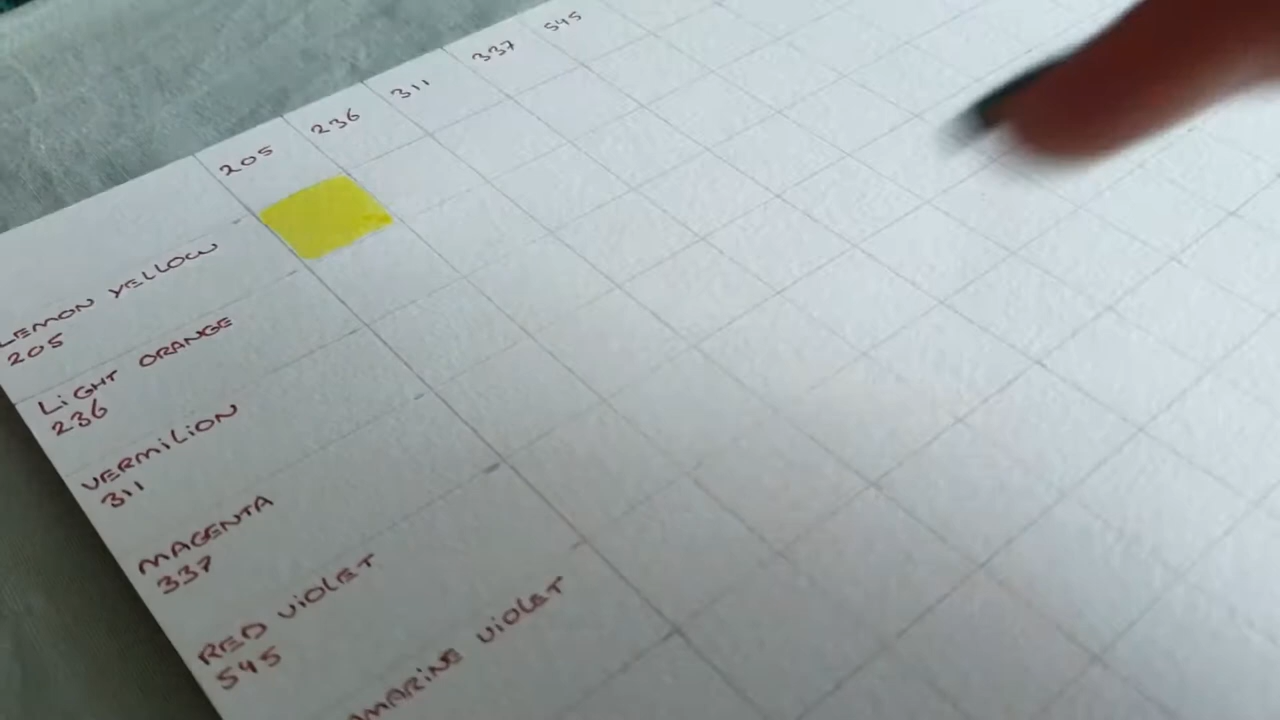 205 236 311 337 545
LEMON YELLOW
205
LiGHT ORANGE
236
VERMiLiON
311
MAGENTA
337
RED ViOLET
545
ViOLET